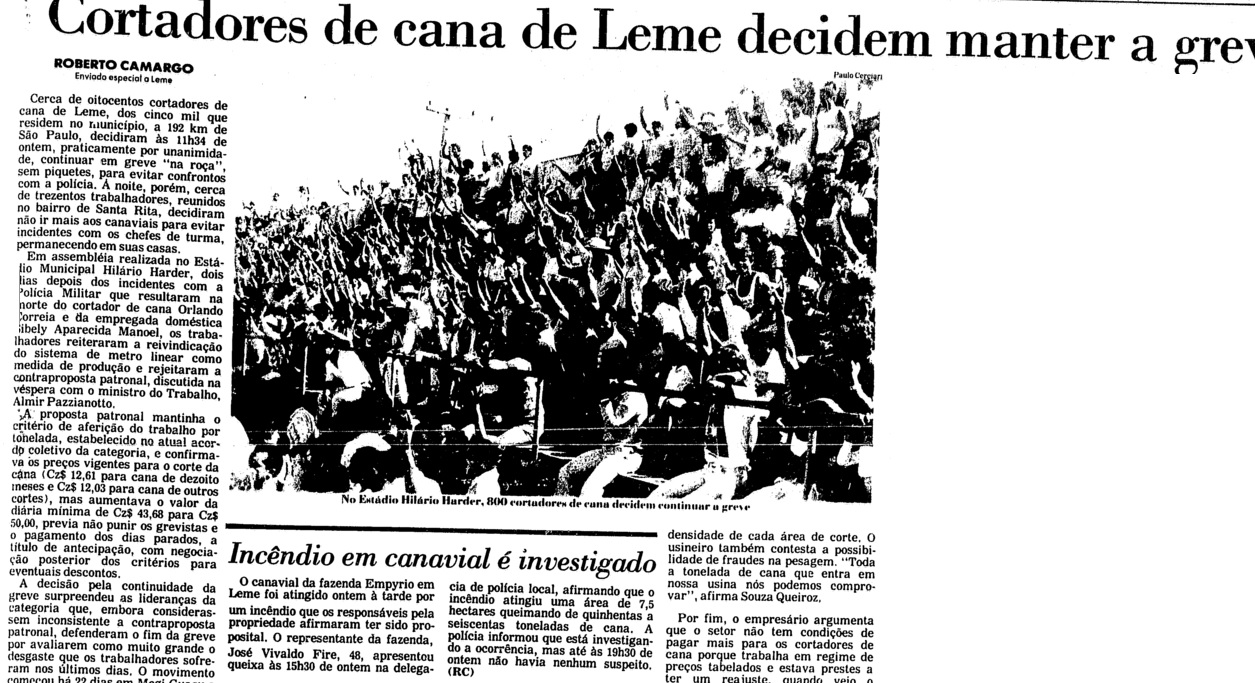 Cortadores de cana de Leme decidem manter a grev
ROBERTO CAMARGO
Enviado especial a Leme
Cerca de oitocentos cortadores de
cana de Leme, dos cinco mil que
residem no município, a 192 km de
São Paulo, decidiram às 11h34 de
ontem, praticamente por unanimida-
de, continuar em greve "na roça",
sem piquetes, para evitar confrontos
com a polícia. À noite, porém, cerca
de trezentos trabalhadores, reunidos
no bairro de Santa Rita, decidiram
não ir mais aos canaviais para evitar
incidentes com os chefes de turma,
permanecendo em suas casas.
Em assembléia realizada no Está-
io Municipal Hilário Harder, dois
ias depois dos incidentes com a
Polícia Militar que resultaram na
norte do cortador de cana Orlando
Correia e da empregada doméstica
ibely Aparecida Manoel, os traba-
lhadores reiteraram a reivindicação
do sistema de metro linear como
medida de produção e rejeitaram a
contraproposta patronal, discutida na
véspera com o ministro do Trabalho,
Almir Pazzianotto.
A proposta patronal mantinha o
critério de aferição do trabalho por
tonelada, estabelecido no atual acor-
do coletivo da categoria, e confirma-
va os preços vigentes para o corte da
cana (Cz$ 12,61 para cana de dezoito
meses e Cz$ 12,03 para cana de outros
cortes), mas aumentava o valor da
diária mínima de Cz$ 43,68 para Cz$
50,00, previa não punir os grevistas e
o pagamento dos dias parados, a
título de antecipação, com negocia-
ção posterior dos critérios para
eventuais descontos.
A decisão pela continuidade da
greve surpreendeu as lideranças da
categoria que, embora consideras-
sem inconsistente a contraproposta
patronal, defenderam o fim da greve
por avaliarem como muito grande o
desgaste que os trabalhadores sofre-
ram nos últimos dias. O movimento
começou há 22 dias em Mogi
Paulo Cerciari
No Estádio Hilário Harder, 800 cortadores de cana decidem continuar a greve
Incêndio em canavial é investigado
O canavial da fazenda Empyrio em
Leme foi atingido ontem à tarde por
um incêndio que os responsáveis pela
propriedade afirmaram ter sido pro-
posital. O representante da fazenda,
José Vivaldo Fire, 48, apresentou
queixa às 15h30 de ontem na delega-
cia de polícia local, afirmando que o
incêndio atingiu uma área de 7,5
hectares queimando de quinhentas a
seiscentas toneladas de cana. A
polícia informou que está investigan-
do a ocorrência, mas até às 19h30 de
ontem não havia nenhum suspeito.
(RC)
densidade de cada área de corte. O
usineiro também contesta a possibi-
lidade de fraudes na pesagem. "Toda
a tonelada de cana que entra em
nossa usina nós podemos compro-
var", afirma Souza Queiroz.
Por fim, o empresário argumenta
que o setor não tem condições de
pagar mais para os cortadores de
cana porque trabalha em regime de
preços tabelados e estava prestes a
ter um reajuste, quando veio o